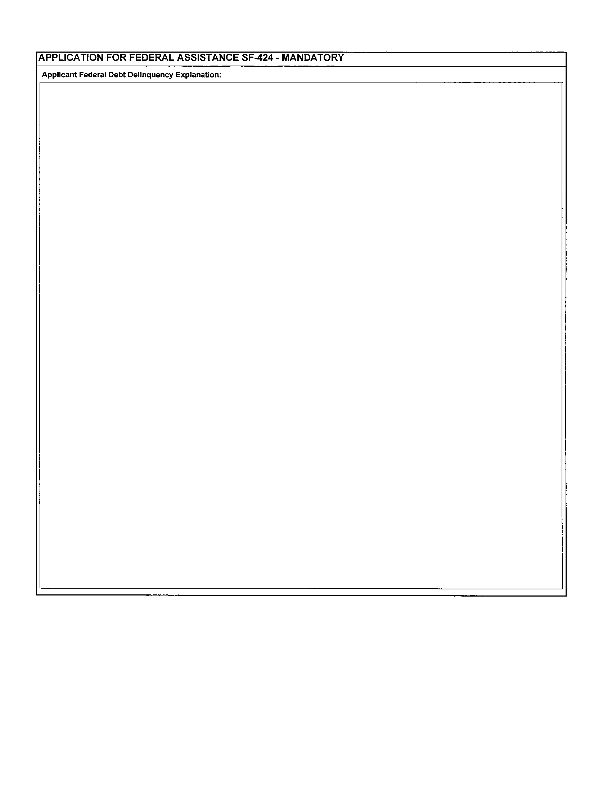 APPLICATION FOR FEDERAL ASSISTANCE SF-424 - MANDATORY
Applicant Federal Debt Delinquency Explanation: